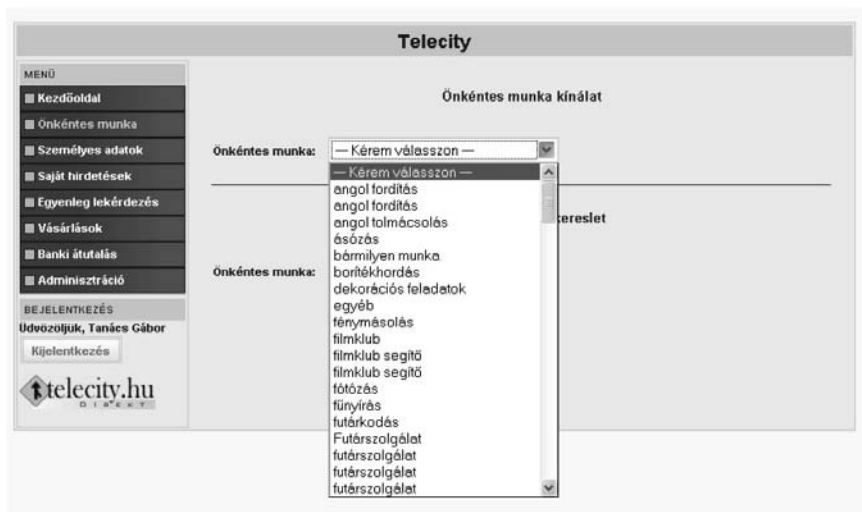 Telecity
MENÜ
Kezdőoldal
Önkéntes munka
Személyes adatok
Saját hirdetések
Egyenleg lekérdezés
Vásárlások
Banki átutalás
Adminisztráció
BEJELENTKEZÉS
Üdvözöljük, Tanács Gábor
Kijelentkezés
telecity.hu
DIREKT
Önkéntes munka kínálat
Önkéntes munka:
— Kérem válasszon —
— Kérem válasszon —
angol fordítás
angol fordítás
angol tolmácsolás
ásózás
bármilyen munka
borítékhordás
dekorációs feladatok
egyéb
fénymásolás
filmklub
filmklub segítő
filmklub segítő
fótózás
fűnyírás
futárkodás
Futárszolgálat
futárszolgálat
futárszolgálat
futárszolgálat
kereslet
Önkéntes munka: